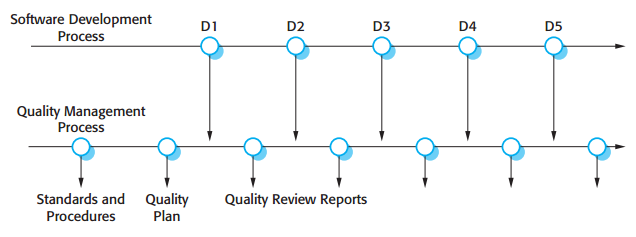 Software Development
Process
D1 D2 D3 D4 D5
Quality Management
Process
Standards and
Procedures
Quality
Plan
Quality Review Reports